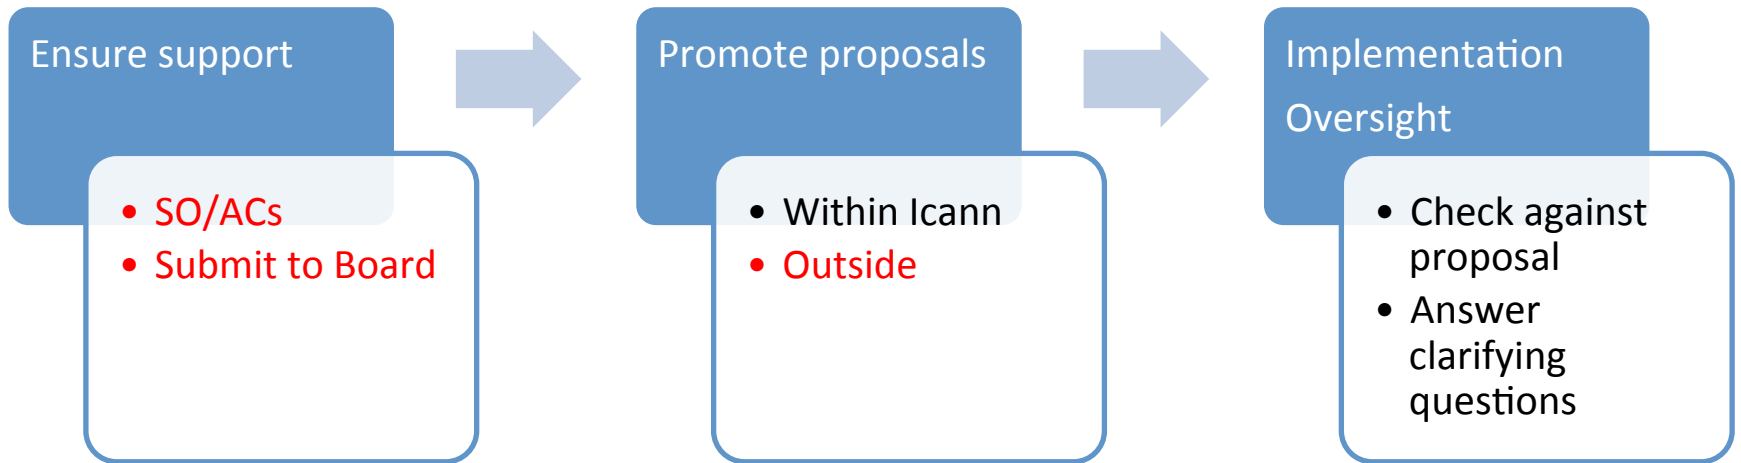 Ensure support
• SO/ACs
• Submit to Board
Promote proposals
• Within Icann
• Outside
Implementation
Oversight
• Check against
proposal
• Answer
clarifying
questions